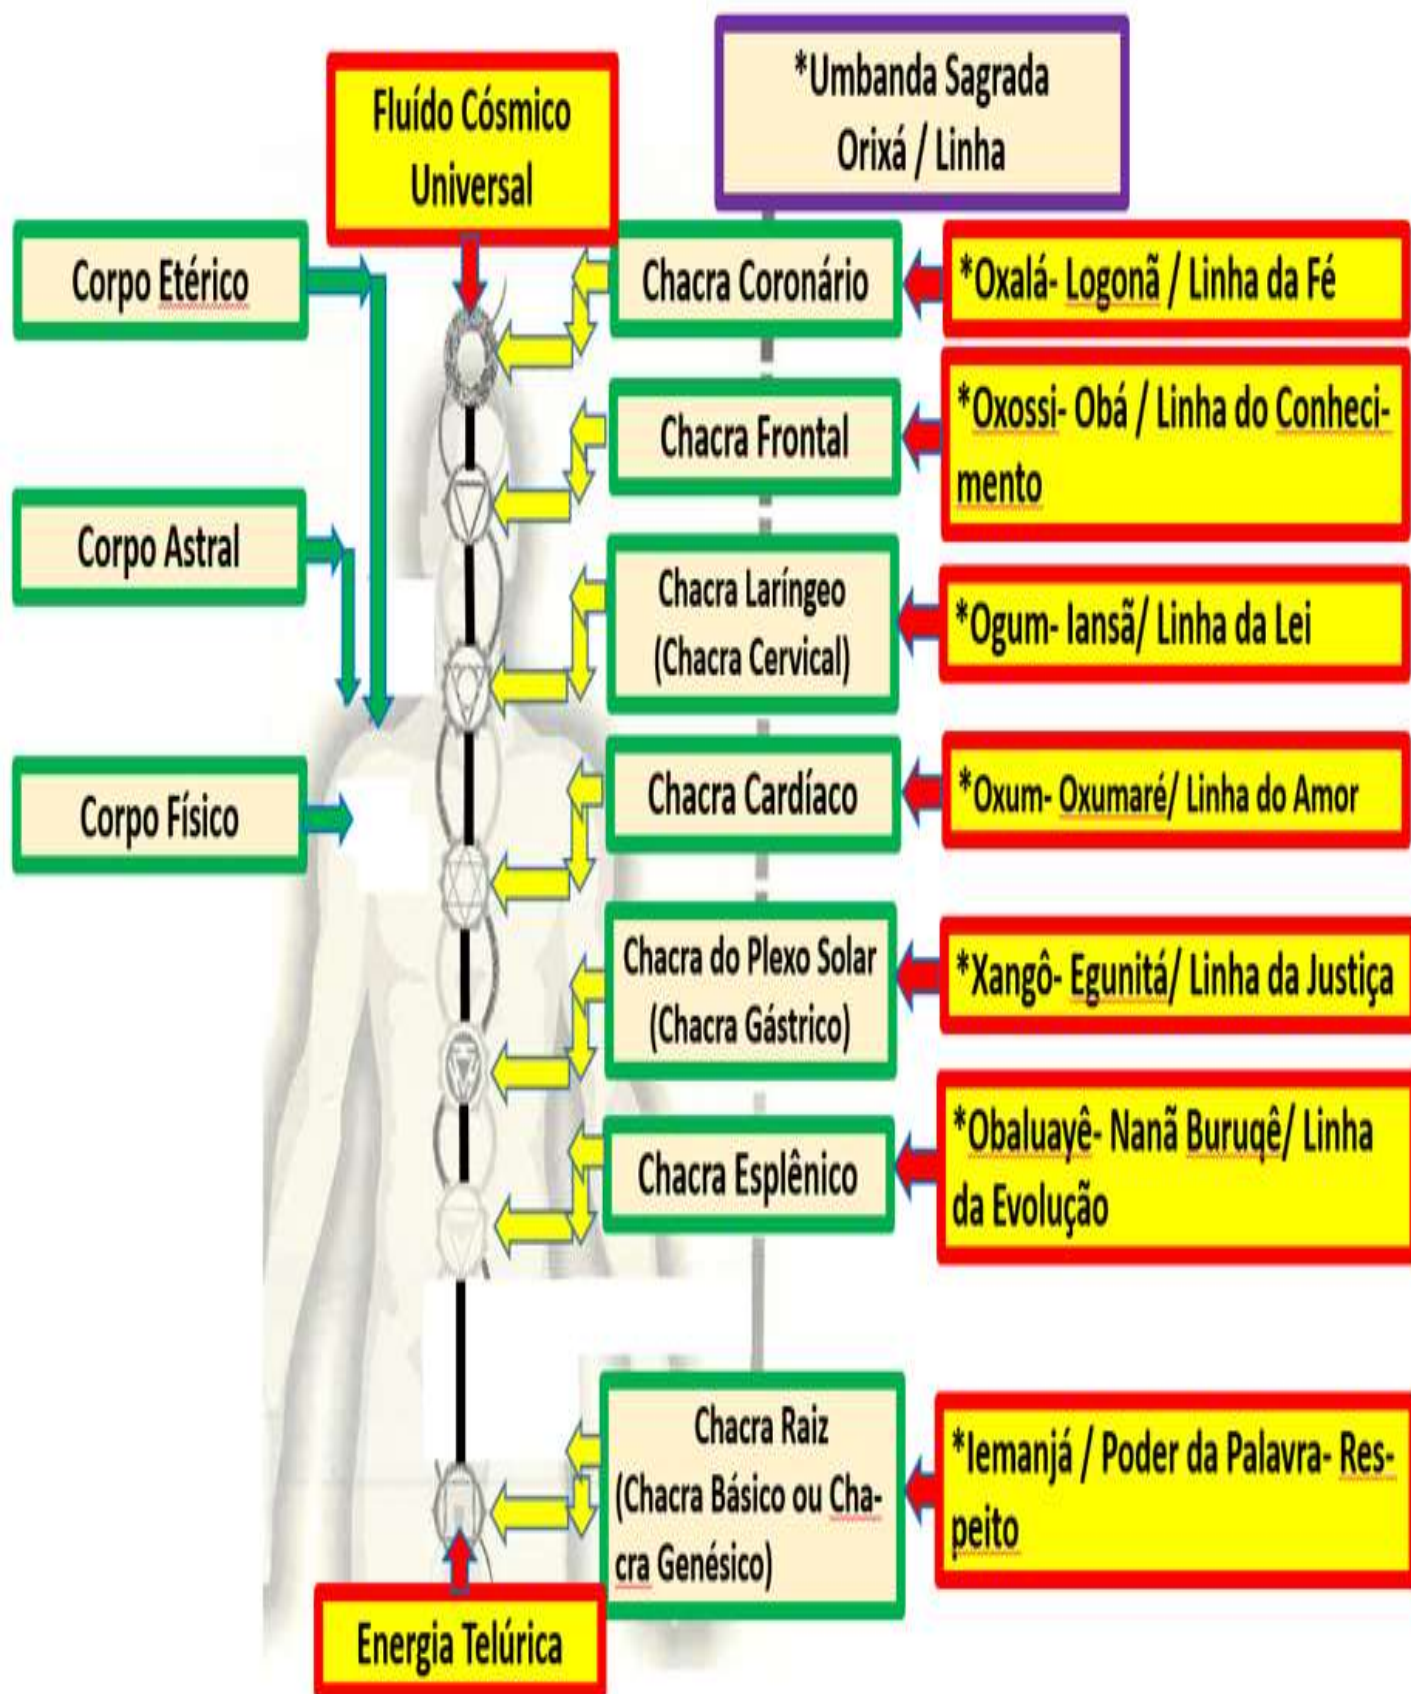 *Umbanda Sagrada
Orixá / Linha
Fluído Cósmico
Universal
Corpo Etérico
Chacra Coronário
*Oxalá- Logonã / Linha da Fé
Chacra Frontal
*Oxossi- Obá / Linha do Conheci-
mento
Corpo Astral
Chacra Laríngeo
(Chacra Cervical)
*Ogum- Iansã/ Linha da Lei
Corpo Físico
Chacra Cardíaco
*Oxum- Oxumaré/ Linha do Amor
Chacra do Plexo Solar
(Chacra Gástrico)
*Xangô- Egunitá/ Linha da Justiça
Chacra Esplênico
*Obaluayê- Nanã Buruqê/ Linha
da Evolução
Chacra Raiz
(Chacra Básico ou Cha-
cra Genésico)
*Iemanjá / Poder da Palavra- Res-
peito
Energia Telúrica